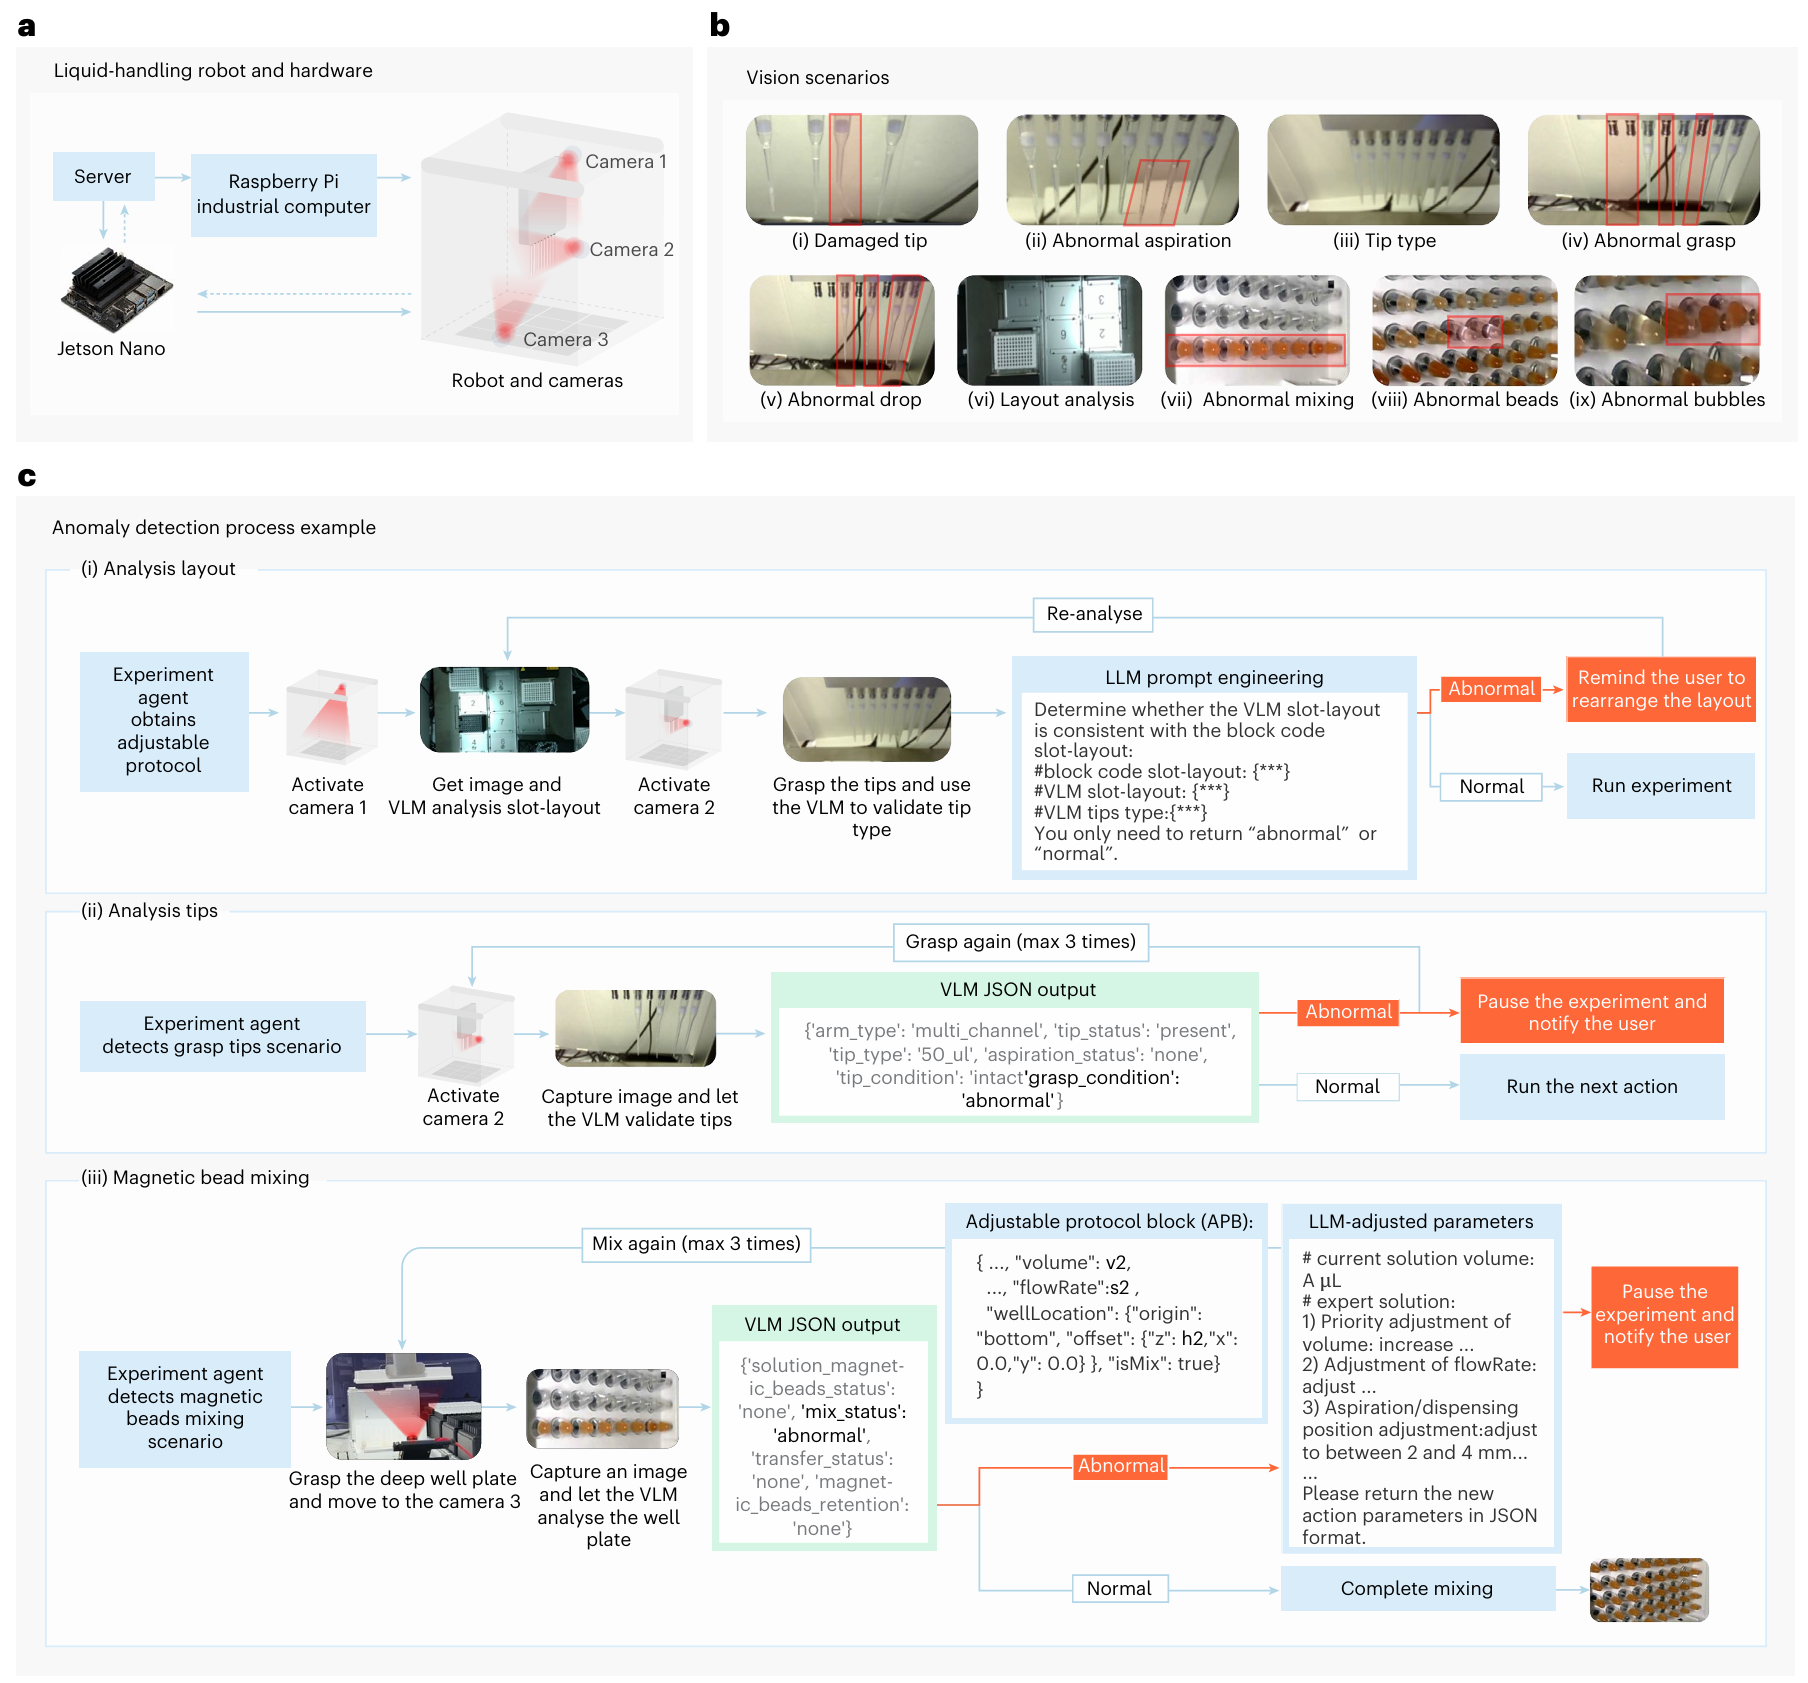 a
Liquid-handling robot and hardware
Server
Raspberry Pi
industrial computer
Jetson Nano
Camera 1
Camera 2
Camera 3
Robot and cameras
b
Vision scenarios
(i) Damaged tip
(ii) Abnormal aspiration
(iii) Tip type
(iv) Abnormal grasp
(v) Abnormal drop
(vi) Layout analysis
(vii) Abnormal mixing
(viii) Abnormal beads
(ix) Abnormal bubbles
c
Anomaly detection process example
(i) Analysis layout
Re-analyse
Experiment
agent
obtains
adjustable
protocol
Activate
camera 1
Get image and
VLM analysis slot-layout
Activate
camera 2
Grasp the tips and use
the VLM to validate tip
type
LLM prompt engineering
Determine whether the VLM slot-layout
is consistent with the block code
slot-layout:
#block code slot-layout: {***}
#VLM slot-layout: {***}
#VLM tips type:{***}
You only need to return “abnormal” or
“normal”.
Abnormal
Remind the user to
rearrange the layout
Normal
Run experiment
(ii) Analysis tips
Grasp again (max 3 times)
Experiment agent
detects grasp tips scenario
Activate
camera 2
Capture image and let
the VLM validate tips
VLM JSON output
{'arm_type': 'multi_channel', 'tip_status': 'present',
'tip_type': '50_ul', 'aspiration_status': 'none',
'tip_condition': 'intact'grasp_condition':
'abnormal'}
Abnormal
Pause the experiment and
notify the user
Normal
Run the next action
(iii) Magnetic bead mixing
Mix again (max 3 times)
Experiment agent
detects magnetic
beads mixing
scenario
Grasp the deep well plate
and move to the camera 3
Capture an image
and let the VLM
analyse the well
plate
VLM JSON output
{'solution_magnet-
ic_beads_status':
'none', 'mix_status':
'abnormal',
'transfer_status':
'none', 'magnet-
ic_beads_retention':
'none'}
Adjustable protocol block (APB):
{ ..., "volume": v2,
..., "flowRate":s2 ,
"wellLocation": {"origin":
"bottom", "offset": {"z": h2,"x":
0.0,"y": 0.0} }, "isMix": true}
}
Abnormal
Normal
LLM-adjusted parameters
# current solution volume:
A µL
# expert solution:
1) Priority adjustment of
volume: increase ...
2) Adjustment of flowRate:
adjust ...
3) Aspiration/dispensing
position adjustment:adjust
to between 2 and 4 mm...
...
Please return the new
action parameters in JSON
format.
Pause the
experiment and
notify the user
Complete mixing